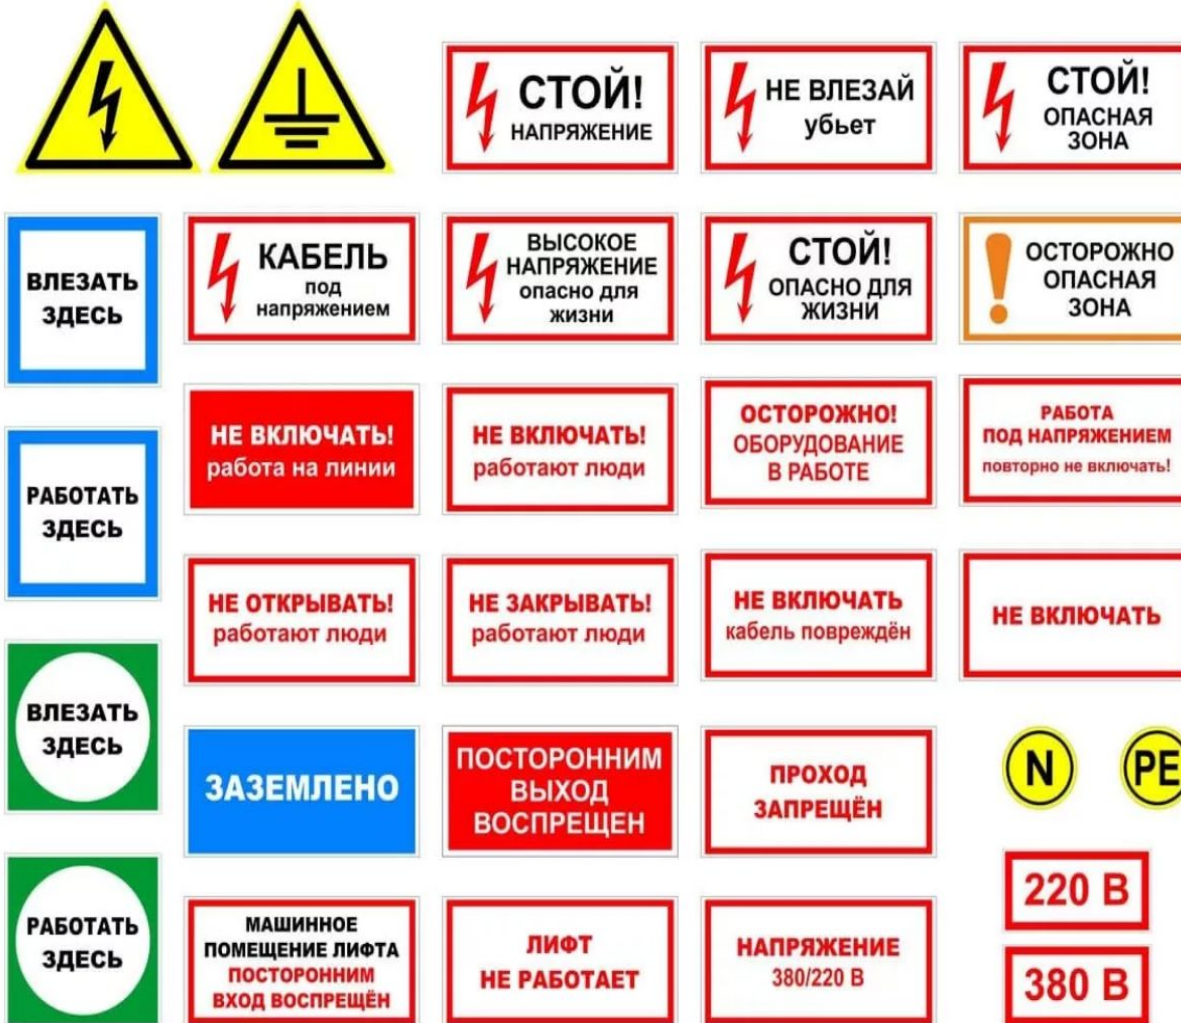 СТОЙ!
НАПРЯЖЕНИЕ
НЕ ВЛЕЗАЙ
убьет
СТОЙ!
ОПАСНАЯ
ЗОНА
ВЛЕЗАТЬ
ЗДЕСЬ
КАБЕЛЬ
под
напряжением
ВЫСОКОЕ
НАПРЯЖЕНИЕ
опасно для
жизни
СТОЙ!
ОПАСНО ДЛЯ
ЖИЗНИ
ОСТОРОЖНО
ОПАСНАЯ
ЗОНА
РАБОТАТЬ
ЗДЕСЬ
НЕ ВКЛЮЧАТЬ!
работа на линии
НЕ ВКЛЮЧАТЬ!
работают люди
ОСТОРОЖНО!
ОБОРУДОВАНИЕ
В РАБОТЕ
РАБОТА
ПОД НАПРЯЖЕНИЕМ
повторно не включать!
НЕ ОТКРЫВАТЬ!
работают люди
НЕ ЗАКРЫВАТЬ!
работают люди
НЕ ВКЛЮЧАТЬ
кабель повреждён
НЕ ВКЛЮЧАТЬ
ВЛЕЗАТЬ
ЗДЕСЬ
ЗАЗЕМЛЕНО
ПОСТОРОННИМ
ВЫХОД
ВОСПРЕЩЕН
ПРОХОД
ЗАПРЕЩЁН
N
PE
220 В
РАБОТАТЬ
ЗДЕСЬ
МАШИННОЕ
ПОМЕЩЕНИЕ ЛИФТА
ПОСТОРОННИМ
ВХОД ВОСПРЕЩЁН
ЛИФТ
НЕ РАБОТАЕТ
НАПРЯЖЕНИЕ
380/220 В
380 В